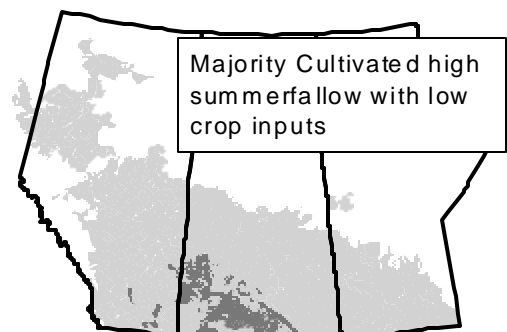 Majority Cultivated high
summerfallow with low
crop inputs